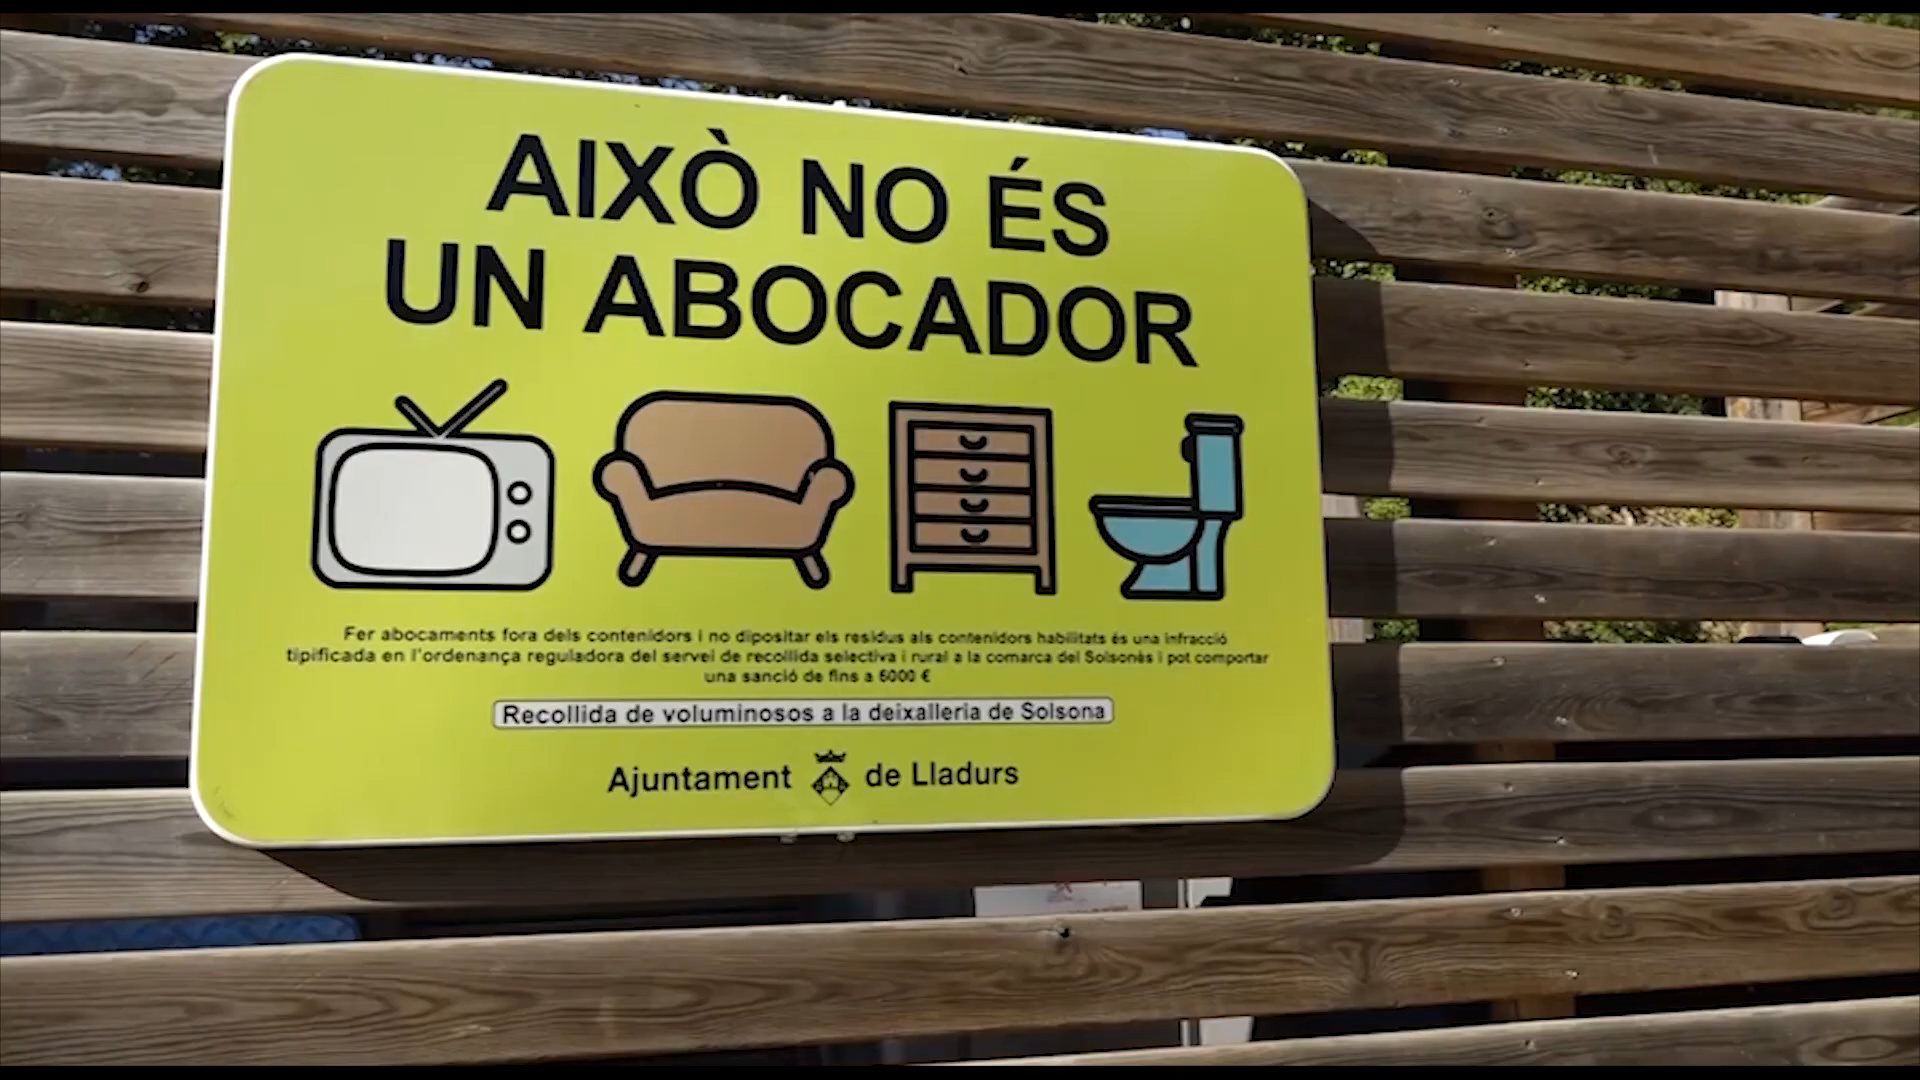 AIXÒ NO ÉS
UN ABOCADOR
Fer abocaments fora dels contenidors i no dipositar els residus als contenidors habilitats és una infracció
tipificada en l'ordenança reguladora del servei de recollida selectiva i rural a la comarca del Solsonès i pot comportar
una sanció de fins a 6000 €
Recollida de voluminosos a la deixalleria de Solsona
Ajuntament de Lladurs